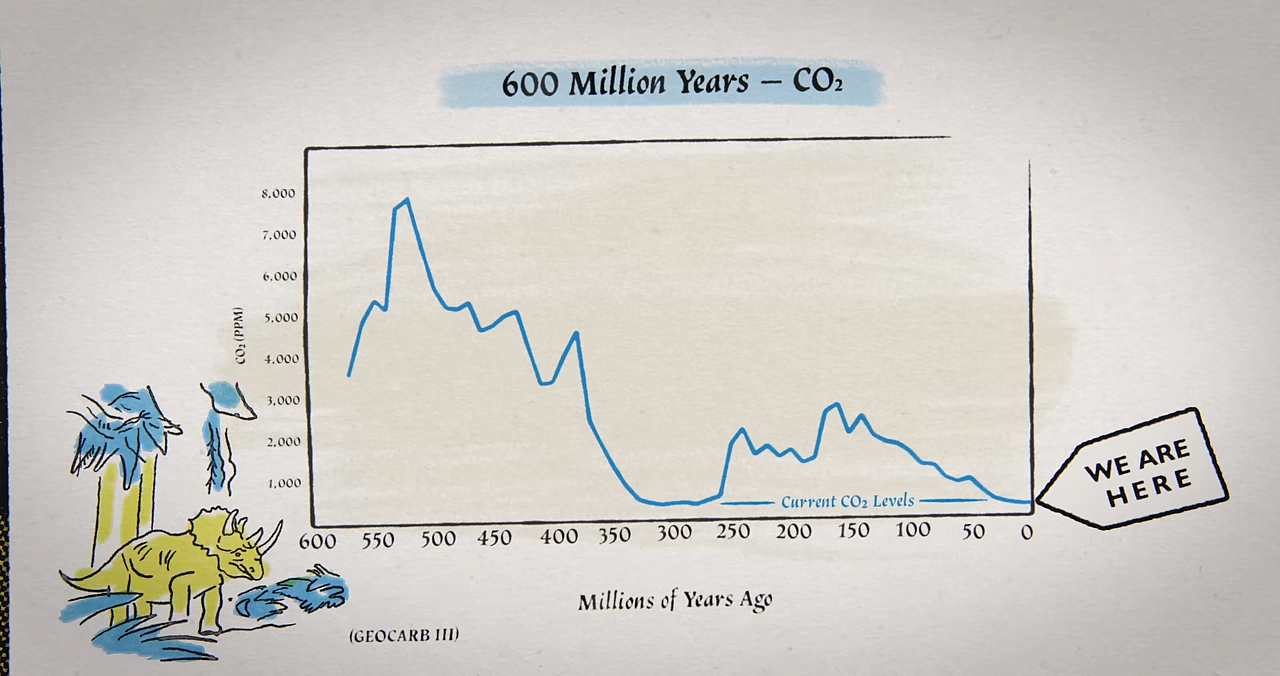 600 Million Years — CO₂
8,000
7,000
6,000
5,000
4,000
3,000
2,000
1,000
CO₂(PPM)
Current CO₂ Levels
WE ARE
HERE
600 550 500 450 400 350 300 250 200 150 100 50 0
Millions of Years Ago
(GEOCARB III)